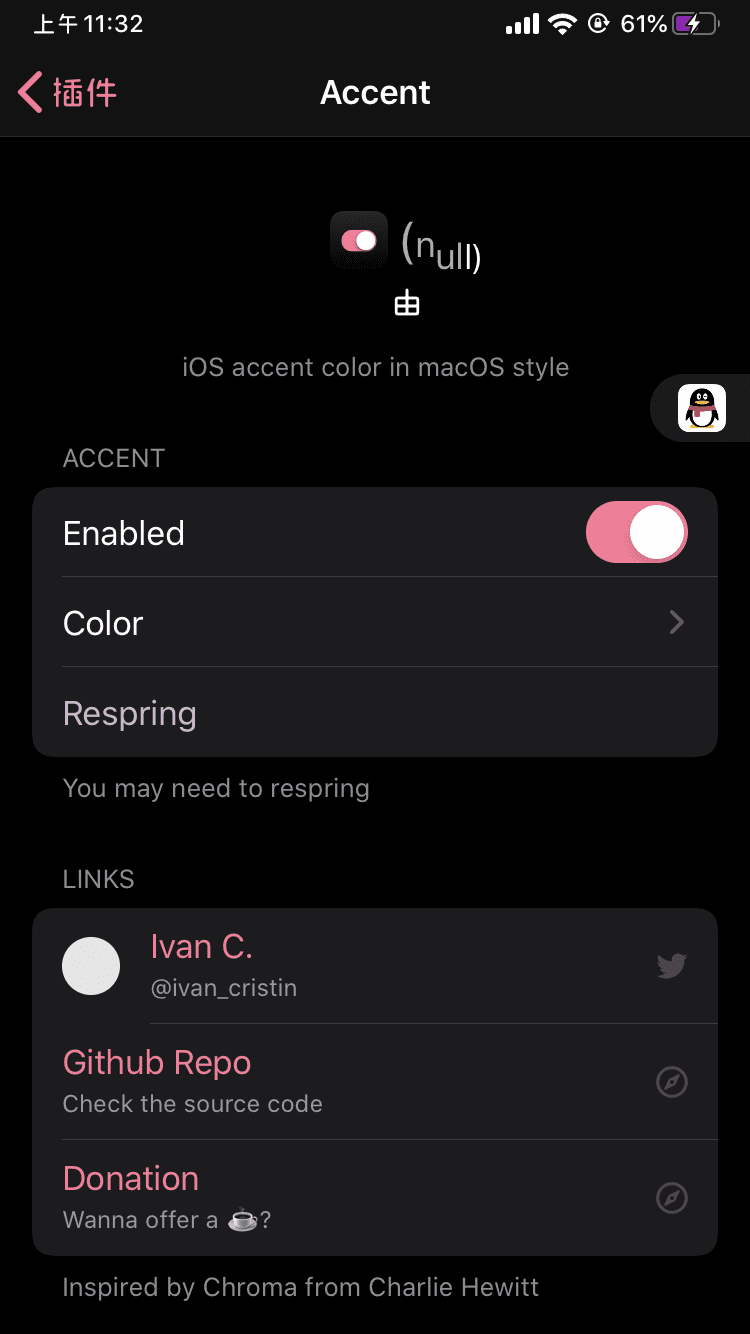 上午11:32
61%
插件
Accent
(null)
由
iOS accent color in macOS style
ACCENT
Enabled
Color
Respring
You may need to respring
LINKS
Ivan C.
@ivan_cristin
Github Repo
Check the source code
Donation
Wanna offer a ☕?
Inspired by Chroma from Charlie Hewitt